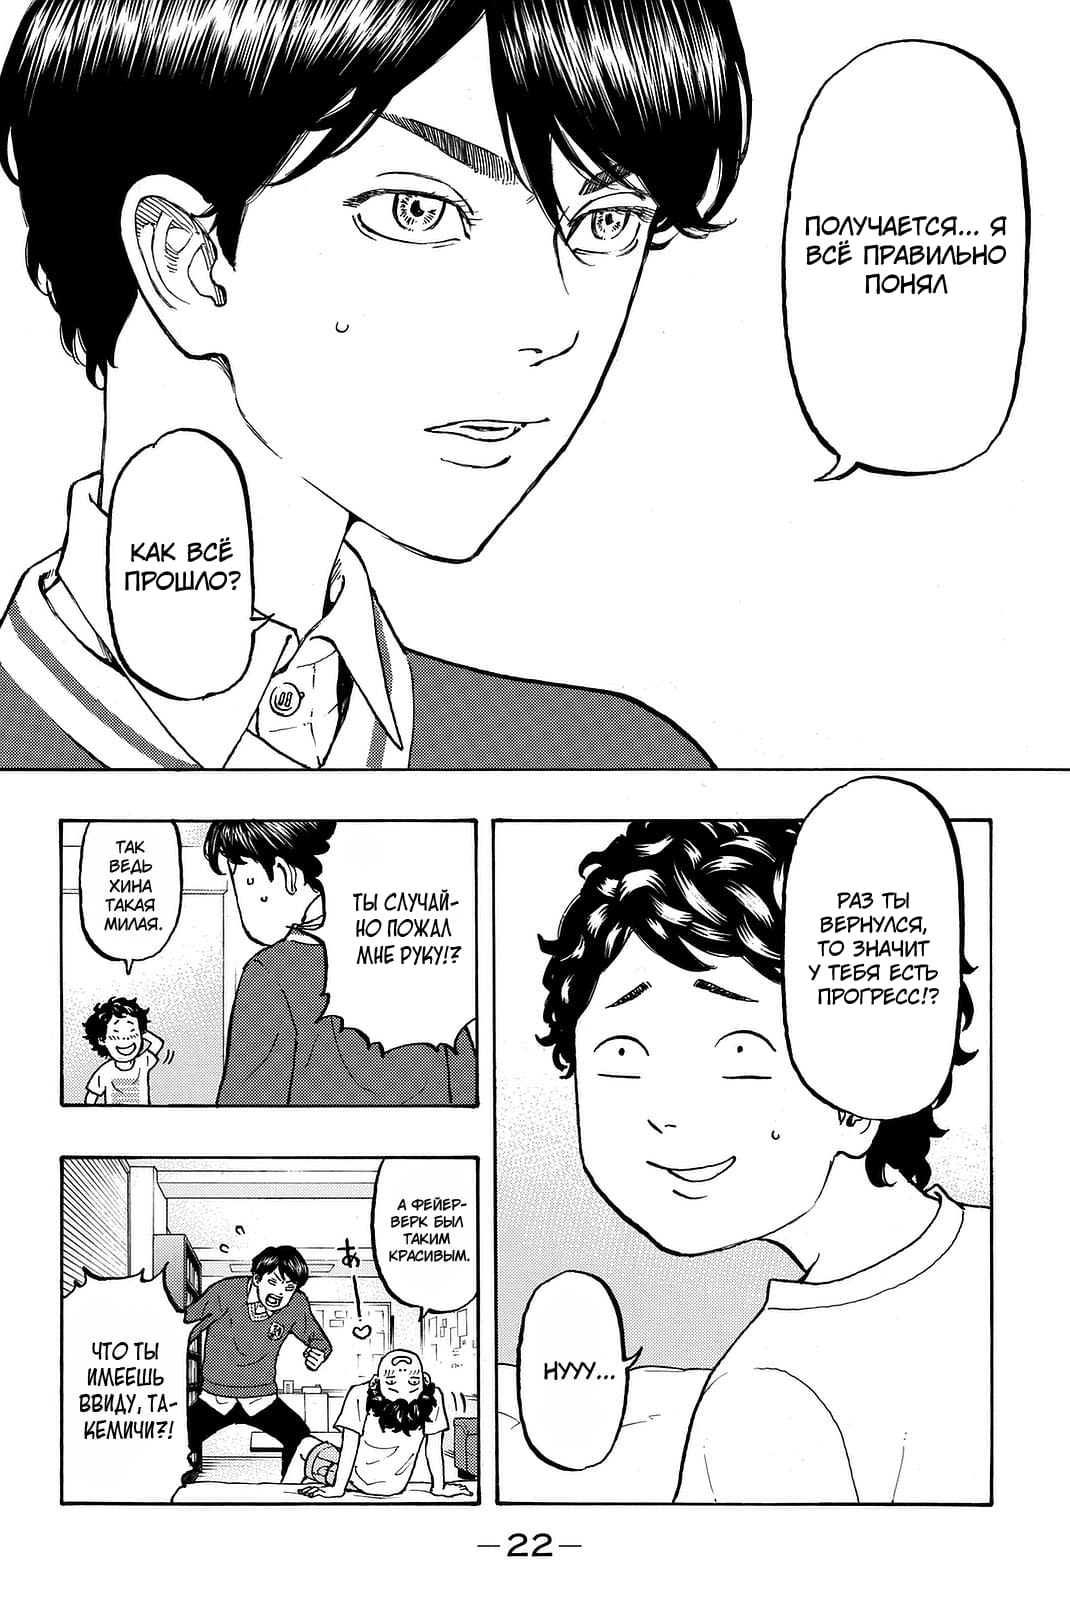 ПОЛУЧАЕТСЯ... Я
ВСЁ ПРАВИЛЬНО
ПОНЯЛ
КАК ВСЁ
ПРОШЛО?
РАЗ ТЫ
ВЕРНУЛСЯ,
ТО ЗНАЧИТ
У ТЕБЯ ЕСТЬ
ПРОГРЕСС!?
НУУУ...
ТЫ СЛУЧАЙ-
НО ПОЖАЛ
МНЕ РУКУ!?
ТАК
ВЕДЬ
ХИНА
ТАКАЯ
МИЛАЯ.
А ФЕЙЕР-
ВЕРК БЫЛ
ТАКИМ
КРАСИВЫМ.
あ
ЧТО ТЫ
ИМЕЕШЬ
ВВИДУ, ТА-
КЕМИЧИ?!
—22—